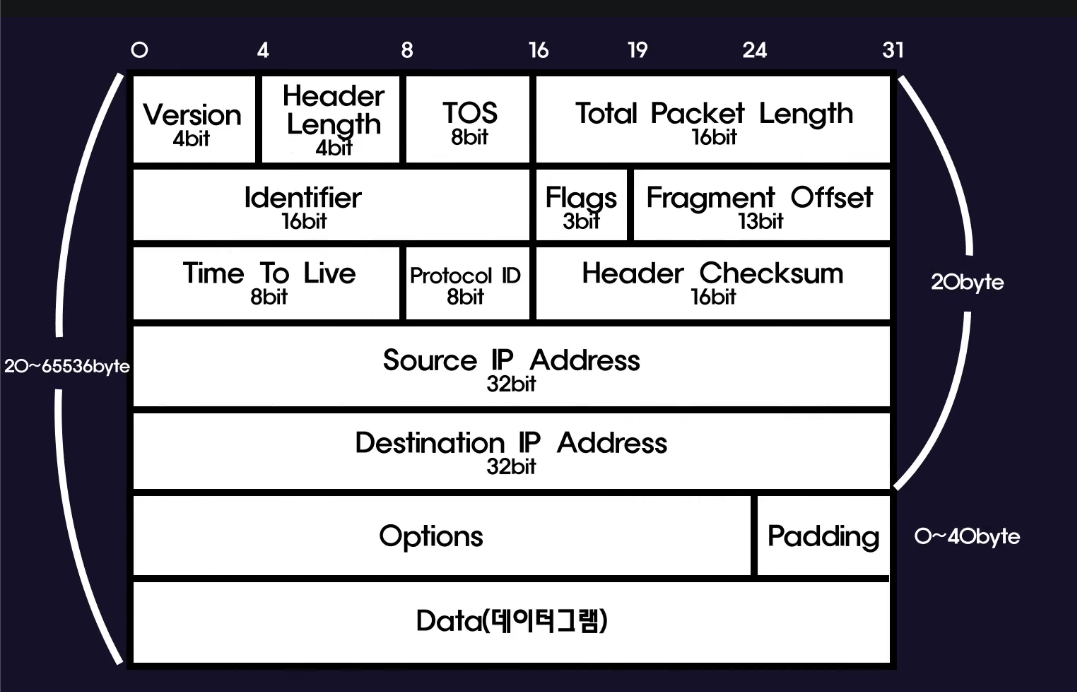 0 4 8 16 19 24 31
Version
4bit
Header
Length
4bit
TOS
8bit
Total Packet Length
16bit
Identifier
16bit
Flags
3bit
Fragment Offset
13bit
Time To Live
8bit
Protocol ID
8bit
Header Checksum
16bit
20byte
Source IP Address
32bit
20~65536byte
Destination IP Address
32bit
Options
Padding
0~40byte
Data(데이터그램)